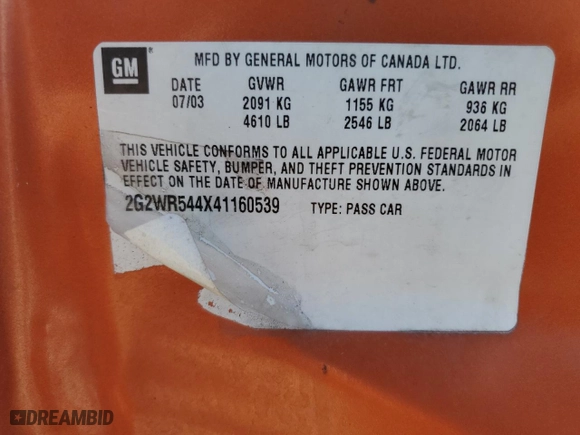 GM
MFD BY GENERAL MOTORS OF CANADA LTD.
DATE GVWR GAWR FRT GAWR RR
07/03 2091 KG 1155 KG 936 KG
4610 LB 2546 LB 2064 LB
THIS VEHICLE CONFORMS TO ALL APPLICABLE U.S. FEDERAL MOTOR
VEHICLE SAFETY, BUMPER, AND THEFT PREVENTION STANDARDS IN
EFFECT ON THE DATE OF MANUFACTURE SHOWN ABOVE.
2G2WR544X41160539 TYPE: PASS CAR
DREAMBID